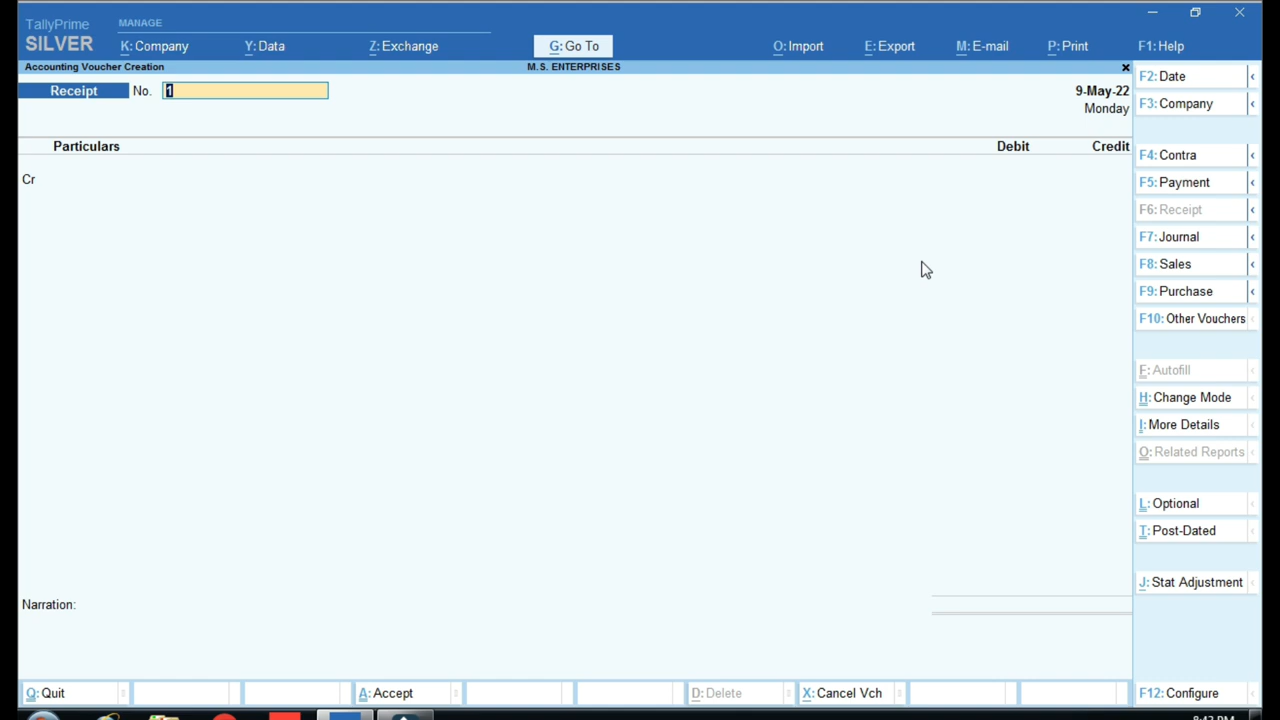 TallyPrime
MANAGE
SILVER
K: Company
Y: Data
Z: Exchange
G: Go To
O: Import
E: Export
M: E-mail
P: Print
F1: Help
Accounting Voucher Creation
M.S. ENTERPRISES
Receipt No. 1
9-May-22
Monday
Particulars
Debit
Credit
Cr
Narration:
F2: Date
F3: Company
F4: Contra
F5: Payment
F6: Receipt
F7: Journal
F8: Sales
F9: Purchase
F10: Other Vouchers
F: Autofill
H: Change Mode
I: More Details
O: Related Reports
L: Optional
T: Post-Dated
J: Stat Adjustment
Q: Quit
A: Accept
D: Delete
X: Cancel Vch
F12: Configure